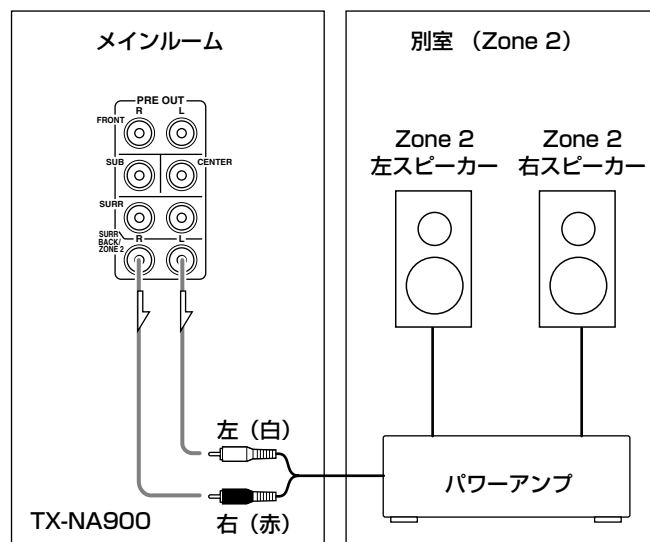 メインルーム
PRE OUT
R L
FRONT
SUB
CENTER
SURR
SURR
BACK/
ZONE 2
R L
左（白）
右（赤）
TX-NA900
別室 （Zone 2）
Zone 2
左スピーカー
Zone 2
右スピーカー
パワーアンプ